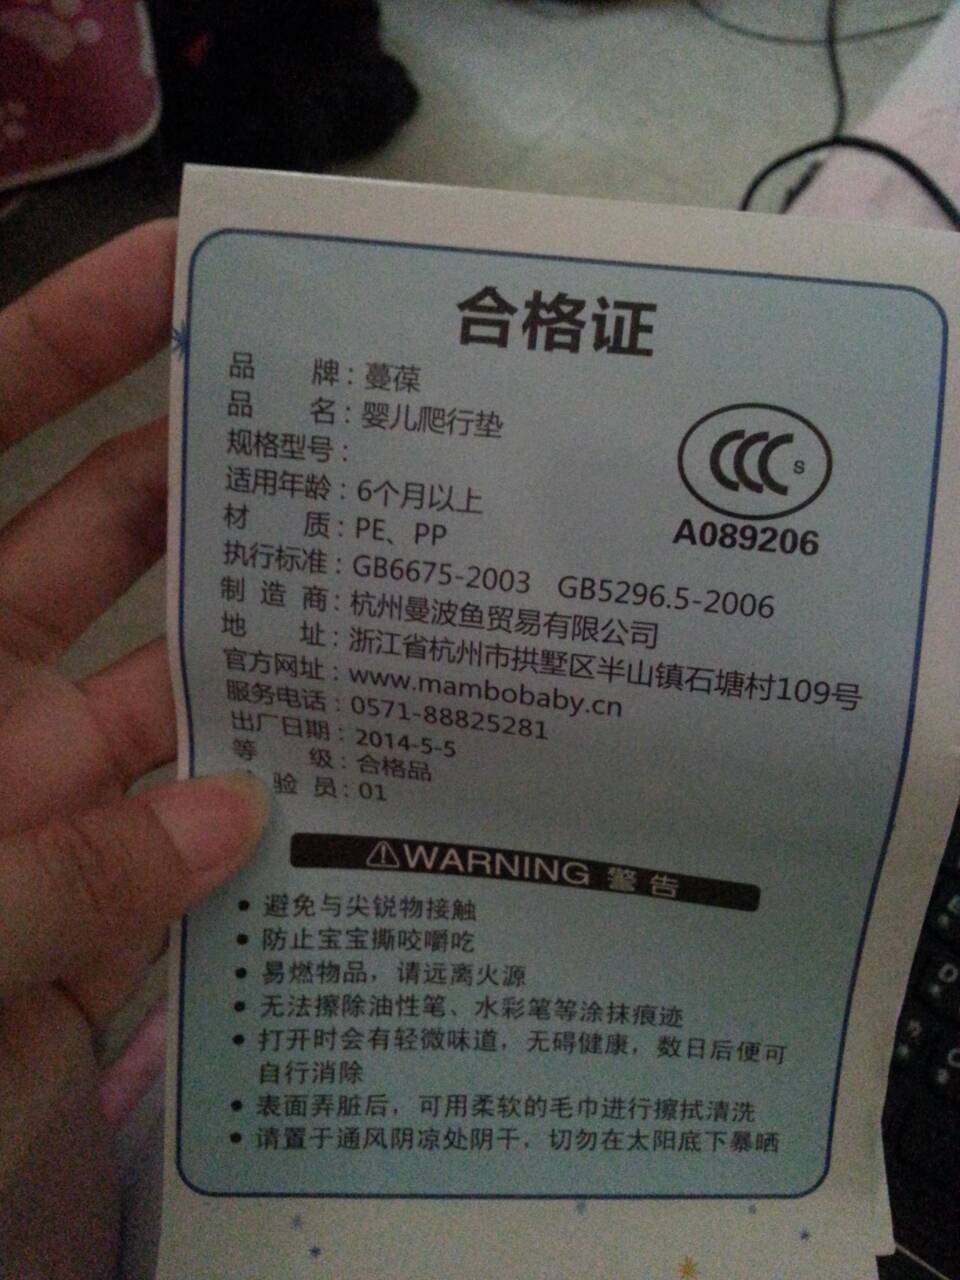 合格证
品 牌：蔓葆
品 名：婴儿爬行垫
规格型号：
适用年龄：6个月以上
材 质：PE、PP
执行标准：GB6675-2003 GB5296.5-2006
制 造 商：杭州曼波鱼贸易有限公司
地 址：浙江省杭州市拱墅区半山镇石塘村109号
官方网址：www.mambobaby.cn
服务电话：0571-88825281
出厂日期：2014-5-5
等 级：合格品
验 员：01
CCC S
A089206
⚠WARNING 警告
• 避免与尖锐物接触
• 防止宝宝撕咬嚼吃
• 易燃物品，请远离火源
• 无法擦除油性笔、水彩笔等涂抹痕迹
• 打开时会有轻微味道，无碍健康，数日后便可
自行消除
• 表面弄脏后，可用柔软的毛巾进行擦拭清洗
• 请置于通风阴凉处阴干，切勿在太阳底下暴晒